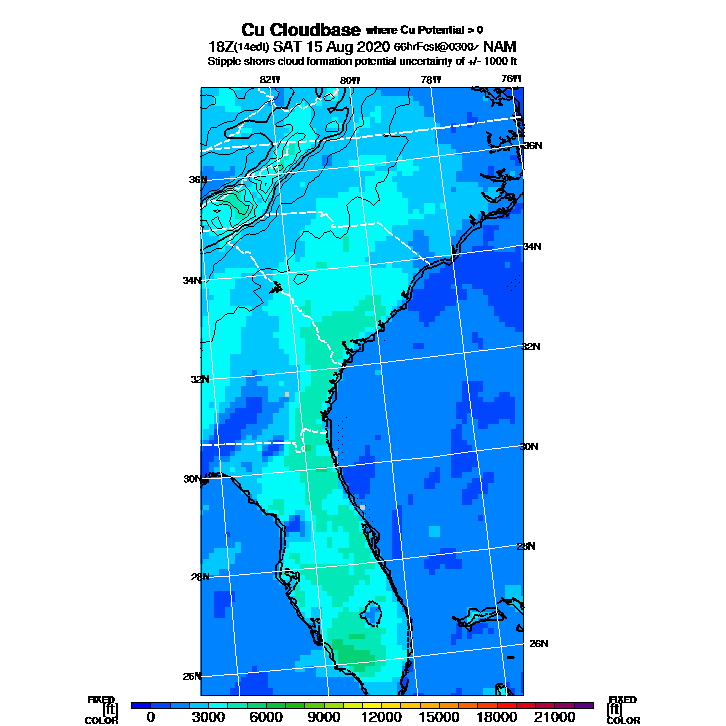 Cu Cloudbase where Cu Potential > 0
18Z(14edt) SAT 15 Aug 2020 66hrFcst@0300z NAM
Stipple shows cloud formation potential uncertainty of +/- 1000 ft
82W 80W 78W 76W
36N
36N
34N
34N
32N
32N
30N
30N
28N
28N
26N
26N
FIXED [ft] COLOR
0 3000 6000 9000 12000 15000 18000 21000
FIXED [ft] COLOR